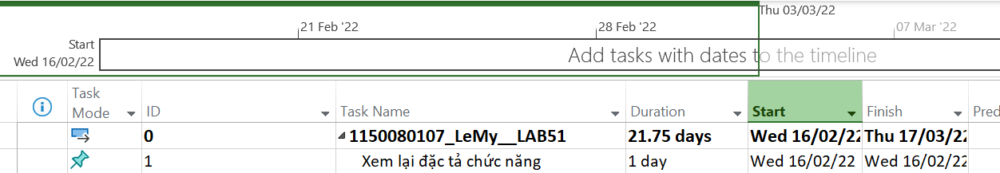 Thu 03/03/22
21 Feb '22 28 Feb '22 07 Mar '22
Start
Wed 16/02/22
Add tasks with dates to the timeline
Task Mode ID Task Name Duration Start Finish Pred
0 1150080107_LeMy__LAB51 21.75 days Wed 16/02/22 Thu 17/03/22
1 Xem lại đặc tả chức năng 1 day Wed 16/02/22 Wed 16/02/22